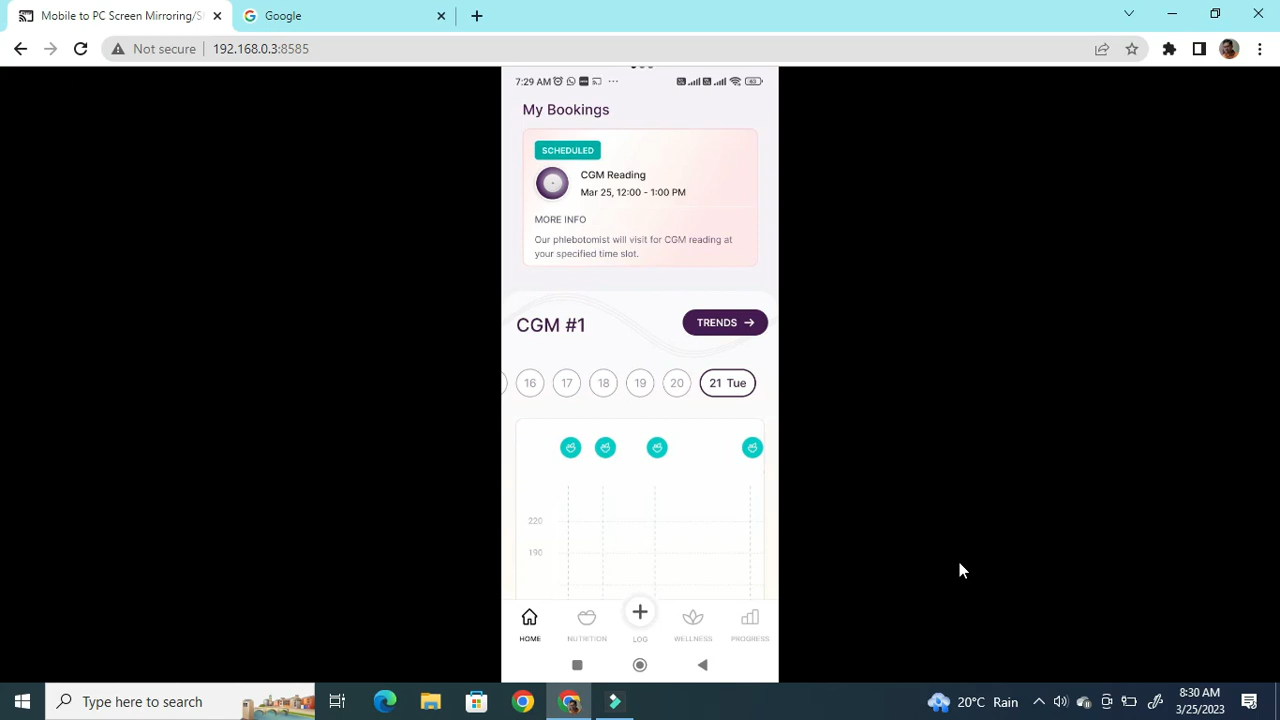 Mobile to PC Screen Mirroring/S
Google
Not secure
192.168.0.3:8585
7:29 AM
60
My Bookings
SCHEDULED
CGM Reading
Mar 25, 12:00 - 1:00 PM
MORE INFO
Our phlebotomist will visit for CGM reading at
your specified time slot.
CGM #1
TRENDS
16 17 18 19 20 21 Tue
220
190
HOME NUTRITION LOG WELLNESS PROGRESS
Type here to search
20°C Rain
8:30 AM
3/25/2023